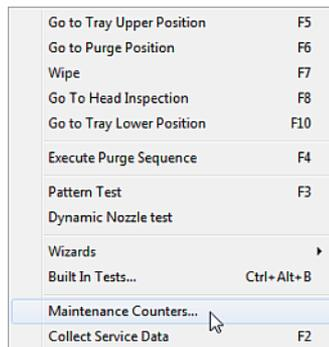 Go to Tray Upper Position F5
Go to Purge Position F6
Wipe F7
Go To Head Inspection F8
Go to Tray Lower Position F10
Execute Purge Sequence F4
Pattern Test F3
Dynamic Nozzle test
Wizards
Built In Tests... Ctrl+Alt+B
Maintenance Counters...
Collect Service Data F2